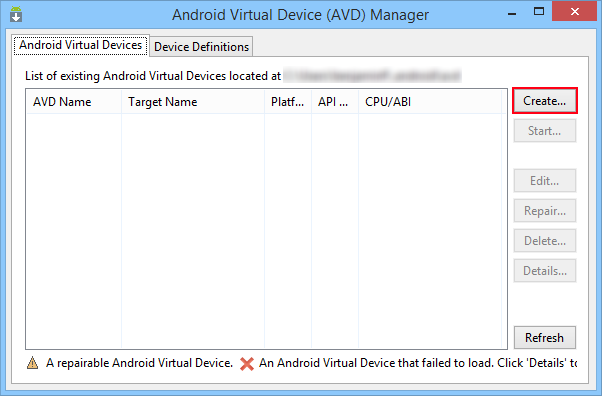 Android Virtual Device (AVD) Manager
Android Virtual Devices Device Definitions
List of existing Android Virtual Devices located at
AVD Name Target Name Platf... API ... CPU/ABI
Create...
Start...
Edit...
Repair...
Delete...
Details...
Refresh
A repairable Android Virtual Device. An Android Virtual Device that failed to load. Click 'Details' to